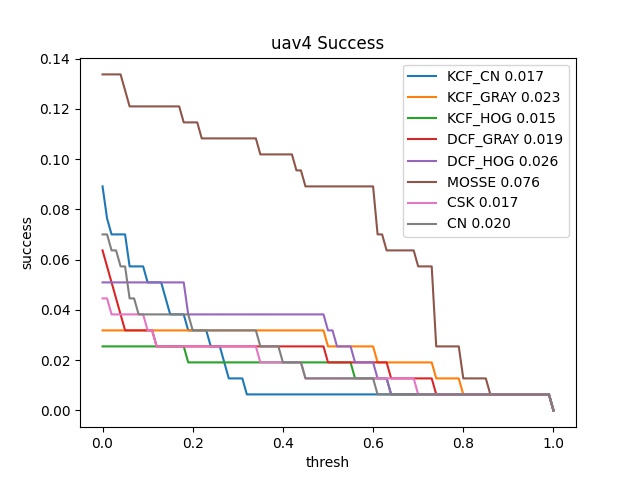 uav4 Success
0.14
0.12
0.10
0.08
0.06
0.04
0.02
0.00
success
KCF_CN 0.017
KCF_GRAY 0.023
KCF_HOG 0.015
DCF_GRAY 0.019
DCF_HOG 0.026
MOSSE 0.076
CSK 0.017
CN 0.020
0.0 0.2 0.4 0.6 0.8 1.0
thresh